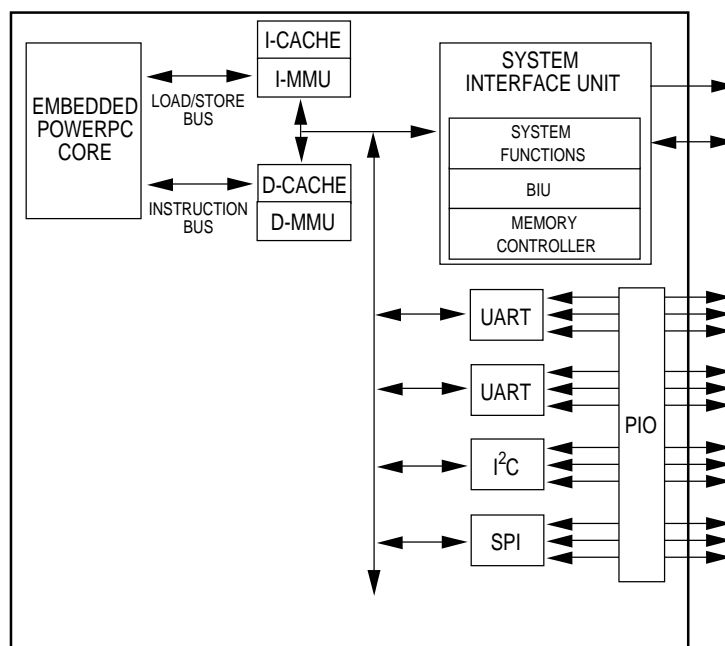 I-CACHE
I-MMU
EMBEDDED
POWERPC
CORE
LOAD/STORE
BUS
INSTRUCTION
BUS
D-CACHE
D-MMU
SYSTEM
INTERFACE UNIT
SYSTEM
FUNCTIONS
BIU
MEMORY
CONTROLLER
UART
UART
I²C
SPI
PIO